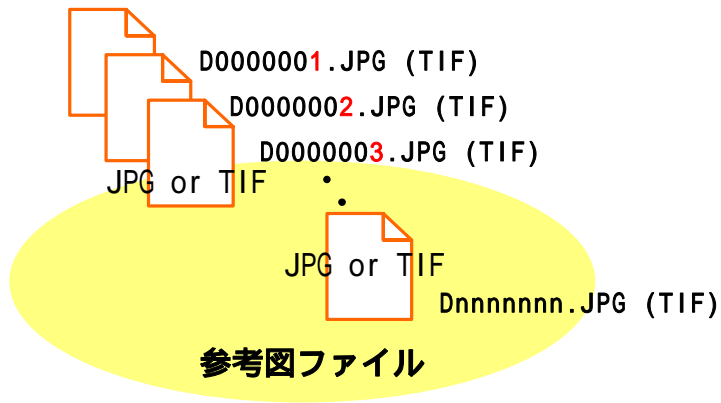 D0000001.JPG (TIF)
D0000002.JPG (TIF)
D0000003.JPG (TIF)
JPG or TIF
JPG or TIF
Dnnnnnnn.JPG (TIF)
参考図ファイル